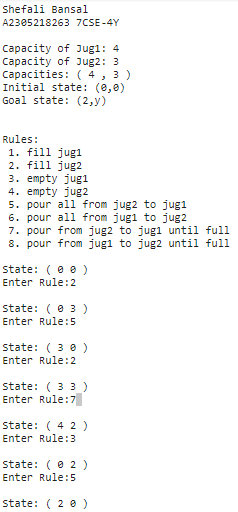 Shefali Bansal
A2305218263 7CSE-4Y
Capacity of Jug1: 4
Capacity of Jug2: 3
Capacities: ( 4 , 3 )
Initial state: (0,0)
Goal state: (2,y)
Rules:
1. fill jug1
2. fill jug2
3. empty jug1
4. empty jug2
5. pour all from jug2 to jug1
6. pour all from jug1 to jug2
7. pour from jug2 to jug1 until full
8. pour from jug1 to jug2 until full
State: ( 0 0 )
Enter Rule:2
State: ( 0 3 )
Enter Rule:5
State: ( 3 0 )
Enter Rule:2
State: ( 3 3 )
Enter Rule:7
State: ( 4 2 )
Enter Rule:3
State: ( 0 2 )
Enter Rule:5
State: ( 2 0 )